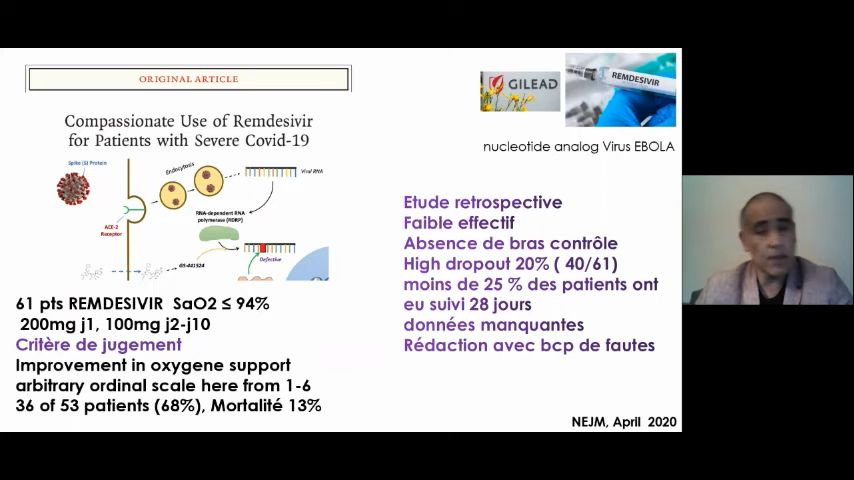 ORIGINAL ARTICLE
Compassionate Use of Remdesivir
for Patients with Severe Covid-19
Spike (S) Protein
Endocytosis
Viral RNA
ACE-2
Receptor
RNA-dependent RNA
polymerase (RDRP)
GS-441524
Defective
61 pts REMDESIVIR SaO2 ≤ 94%
200mg j1, 100mg j2-j10
Critère de jugement
Improvement in oxygene support
arbitrary ordinal scale here from 1-6
36 of 53 patients (68%), Mortalité 13%
GILEAD
REMDESIVIR
nucleotide analog Virus EBOLA
Etude retrospective
Faible effectif
Absence de bras contrôle
High dropout 20% ( 40/61)
moins de 25 % des patients ont
eu suivi 28 jours
données manquantes
Rédaction avec bcp de fautes
NEJM, April 2020